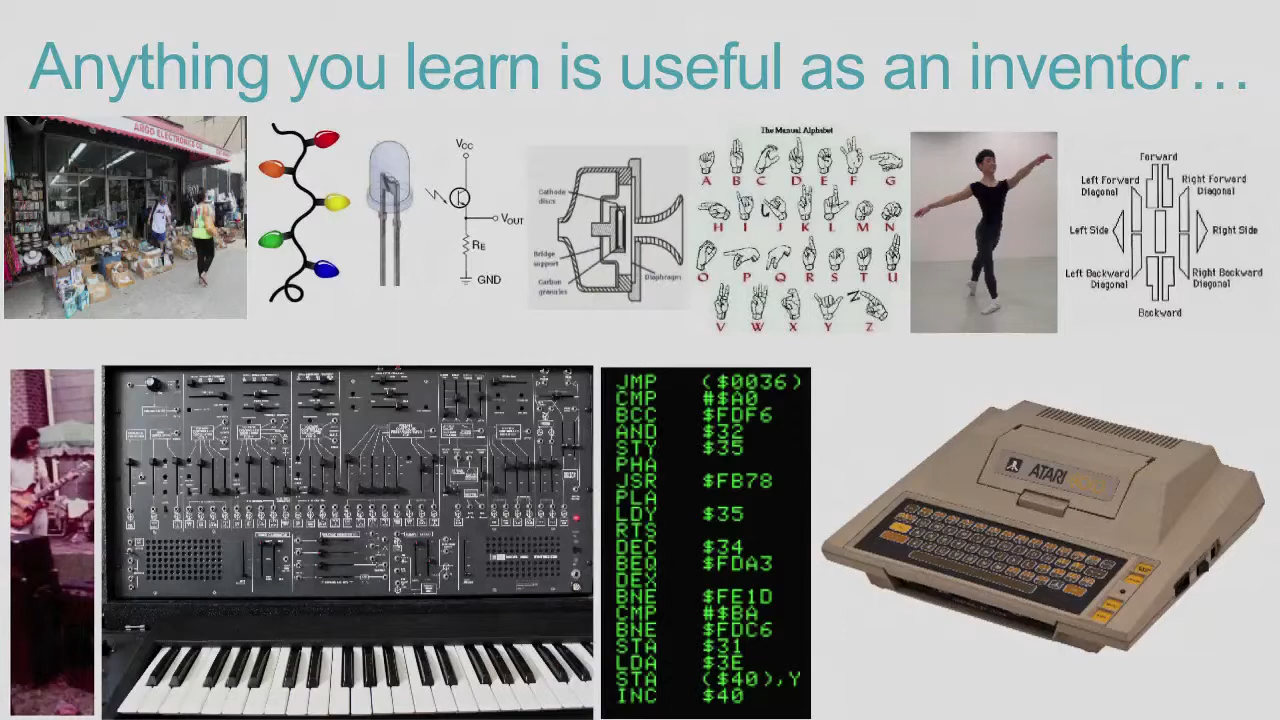 Anything you learn is useful as an inventor…
ARGO ELECTRONICS CO
VCC
VOUT
RE
GND
Cathode
discs
Bridge
support
Carbon
granules
Diaphragm
The Manual Alphabet
A B C D E F G
H I J K L M N
O P Q R S T U
V W X Y Z
Forward
Left Forward
Diagonal
Right Forward
Diagonal
Left Side
Right Side
Left Backward
Diagonal
Right Backward
Diagonal
Backward
JMP ($0036)
CMP #$A0
BCC $FDF6
AND $32
STY $35
PHA
JSR $FB78
PLA
LDY $35
RTS
DEC $34
BEQ $FDA3
DEX
BNE $FE1D
CMP #$BA
BNE $FDC6
STA $31
LDA $3E
STA ($40),Y
INC $40
ATARI